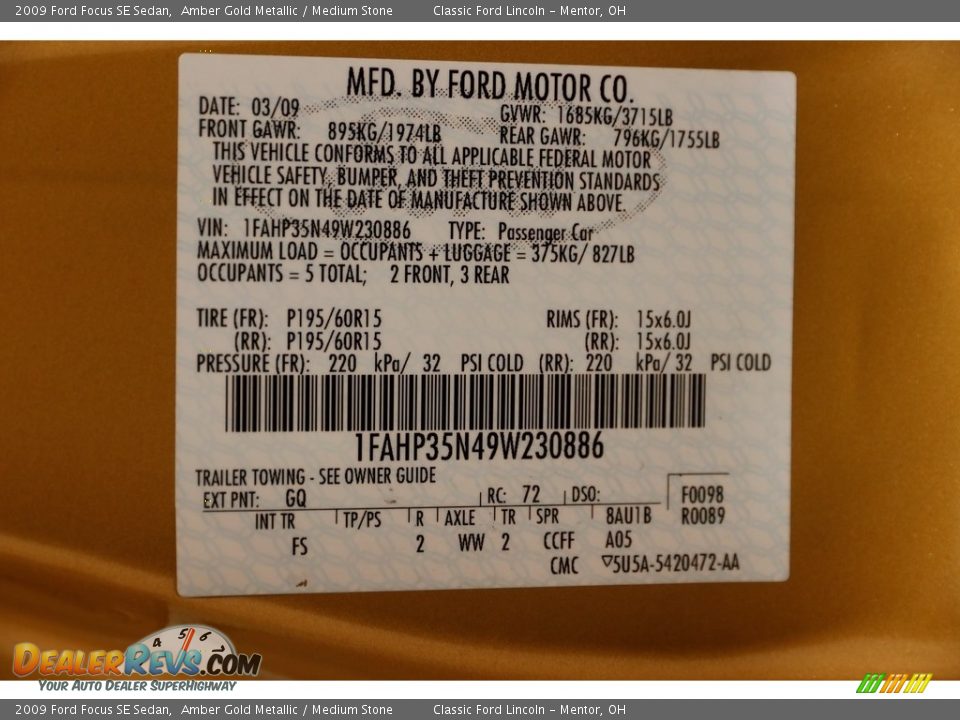 2009 Ford Focus SE Sedan, Amber Gold Metallic / Medium Stone Classic Ford Lincoln - Mentor, OH
MFD. BY FORD MOTOR CO.
DATE: 03/09 GVWR: 1685KG/3715LB
FRONT GAWR: 895KG/1974LB REAR GAWR: 796KG/1755LB
THIS VEHICLE CONFORMS TO ALL APPLICABLE FEDERAL MOTOR
VEHICLE SAFETY, BUMPER, AND THEFT PREVENTION STANDARDS
IN EFFECT ON THE DATE OF MANUFACTURE SHOWN ABOVE.
VIN: 1FAHP35N49W230886 TYPE: Passenger Car
MAXIMUM LOAD = OCCUPANTS + LUGGAGE = 375KG/ 827LB
OCCUPANTS = 5 TOTAL; 2 FRONT, 3 REAR
TIRE (FR): P195/60R15 RIMS (FR): 15x6.0J
(RR): P195/60R15 (RR): 15x6.0J
PRESSURE (FR): 220 kPa/ 32 PSI COLD (RR): 220 kPa/ 32 PSI COLD
1FAHP35N49W230886
TRAILER TOWING - SEE OWNER GUIDE
EXT PNT: GQ RC: 72 DSO: F0098
INT TR TP/PS R AXLE TR SPR 8AU1B R0089
FS 2 WW 2 CCFF A05
CMC ▽5U5A-5420472-AA
4 5 6
DEALERREVS.COM
YOUR AUTO DEALER SUPERHIGHWAY
2009 Ford Focus SE Sedan, Amber Gold Metallic / Medium Stone Classic Ford Lincoln - Mentor, OH